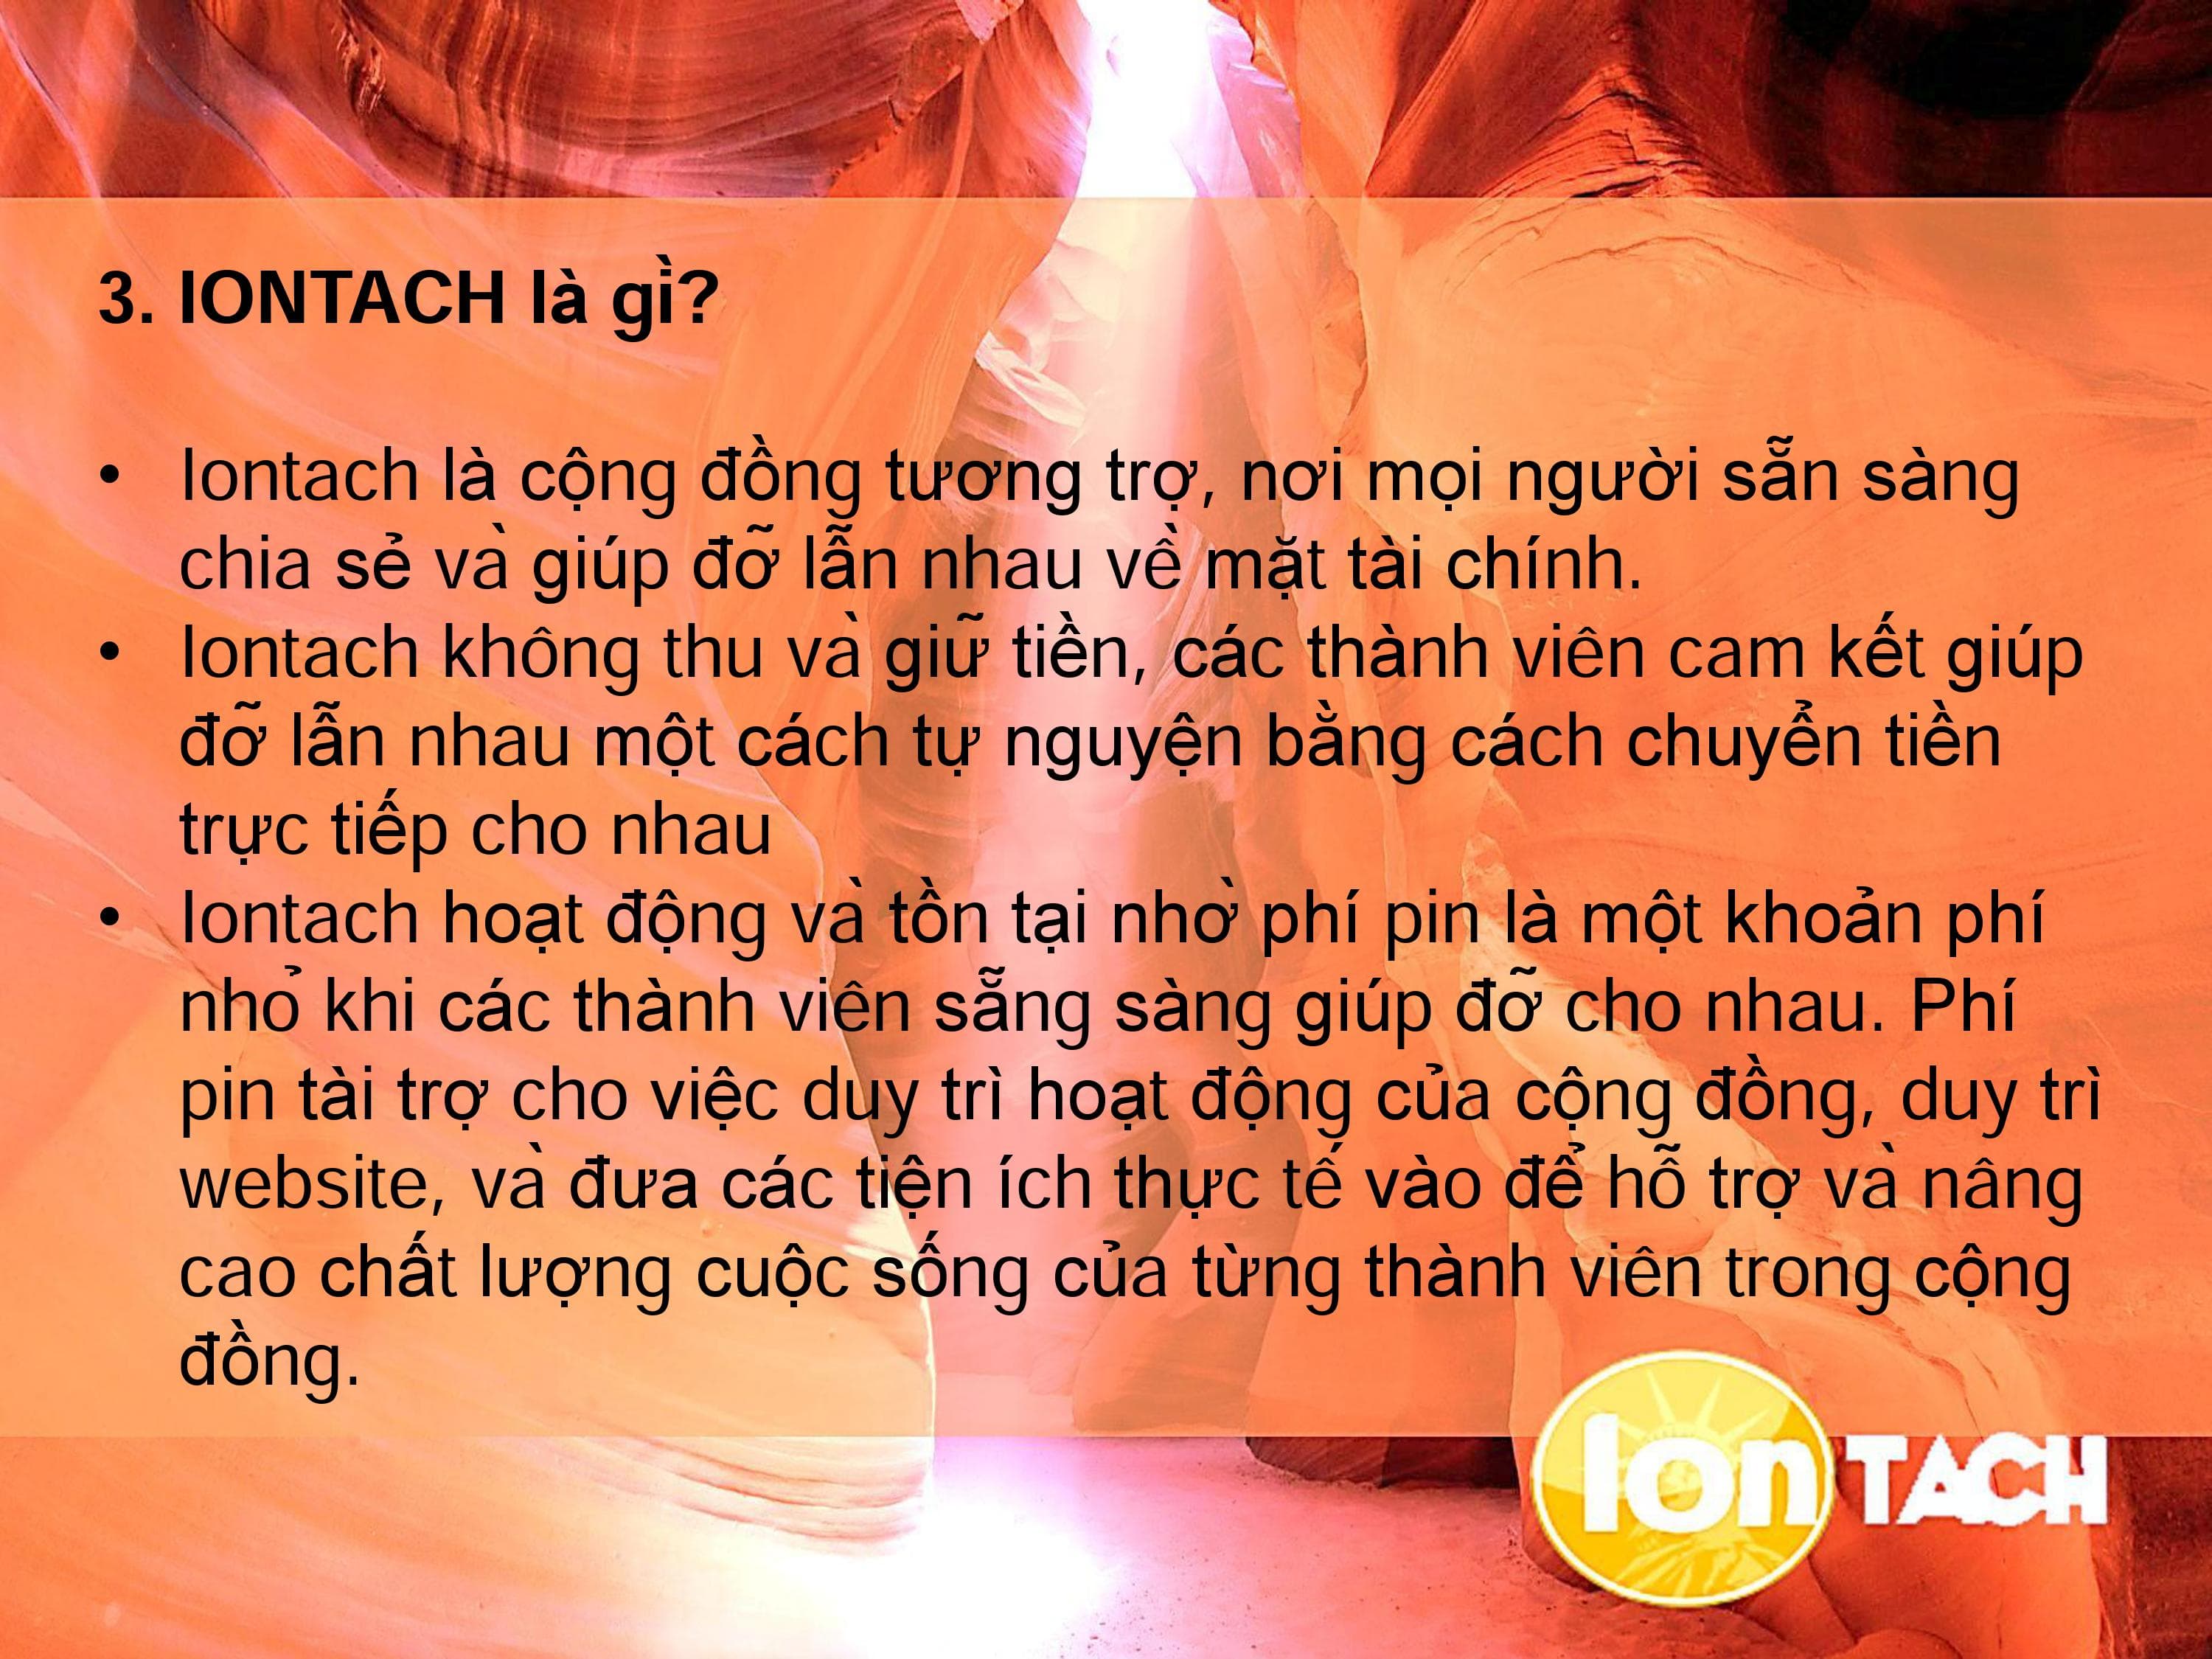 3. IONTACH là gì?
• Iontach là cộng đồng tương trợ, nơi mọi người sẵn sàng
chia sẻ và giúp đỡ lẫn nhau về mặt tài chính.
• Iontach không thu và giữ tiền, các thành viên cam kết giúp
đỡ lẫn nhau một cách tự nguyện bằng cách chuyển tiền
trực tiếp cho nhau
• Iontach hoạt động và tồn tại nhờ phí pin là một khoản phí
nhỏ khi các thành viên sẵng sàng giúp đỡ cho nhau. Phí
pin tài trợ cho việc duy trì hoạt động của cộng đồng, duy trì
website, và đưa các tiện ích thực tế vào để hỗ trợ và nâng
cao chất lượng cuộc sống của từng thành viên trong cộng
đồng.
Ion TACH